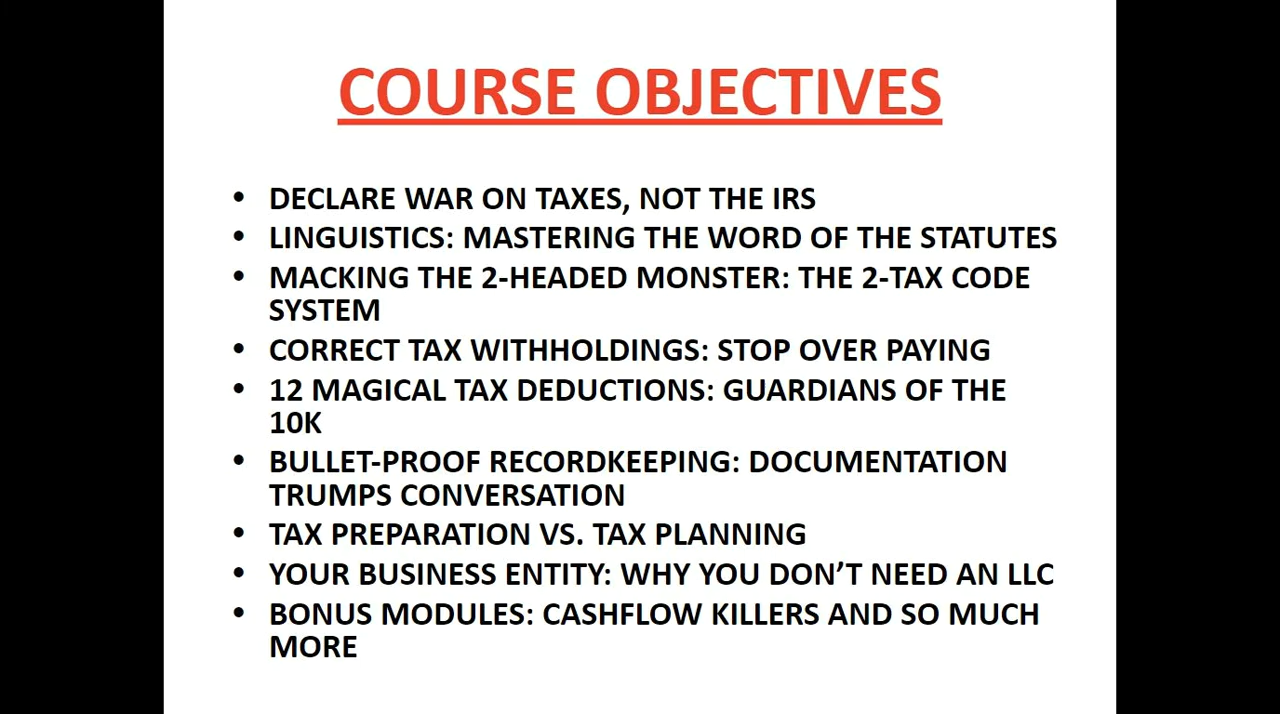 COURSE OBJECTIVES
• DECLARE WAR ON TAXES, NOT THE IRS
• LINGUISTICS: MASTERING THE WORD OF THE STATUTES
• MACKING THE 2-HEADED MONSTER: THE 2-TAX CODE
SYSTEM
• CORRECT TAX WITHHOLDINGS: STOP OVER PAYING
• 12 MAGICAL TAX DEDUCTIONS: GUARDIANS OF THE
10K
• BULLET-PROOF RECORDKEEPING: DOCUMENTATION
TRUMPS CONVERSATION
• TAX PREPARATION VS. TAX PLANNING
• YOUR BUSINESS ENTITY: WHY YOU DON’T NEED AN LLC
• BONUS MODULES: CASHFLOW KILLERS AND SO MUCH
MORE